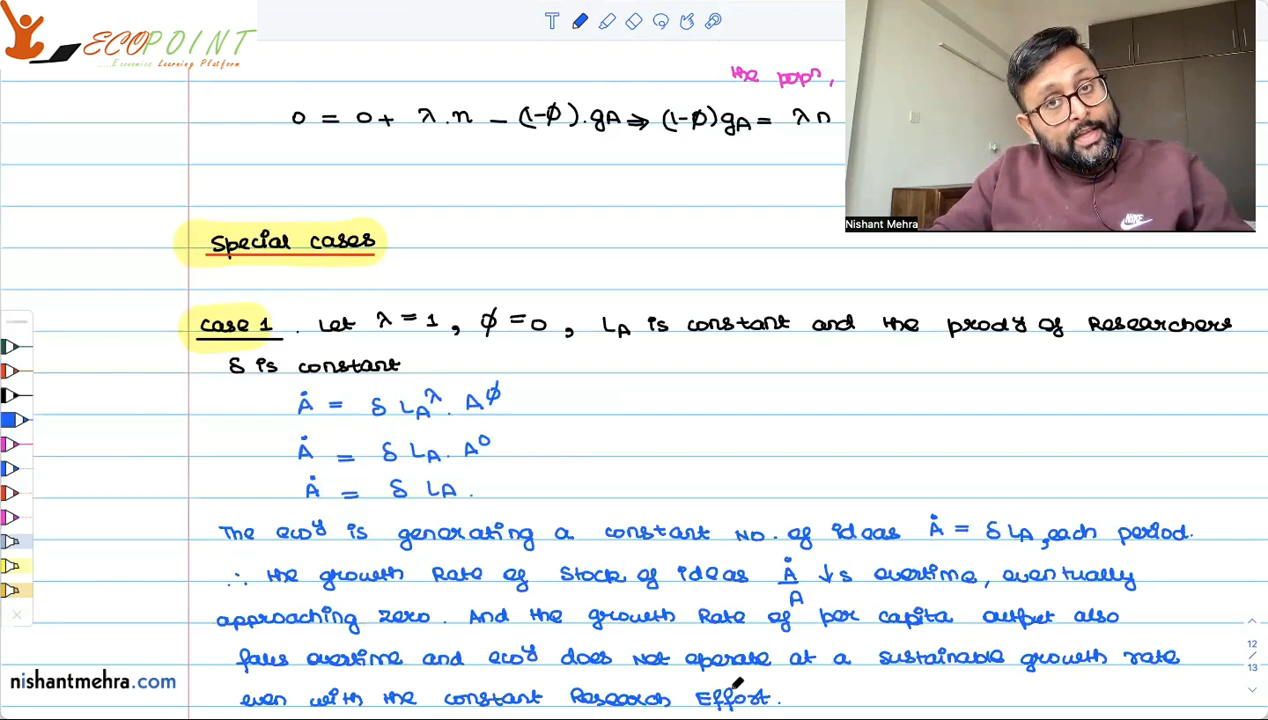 ECOPOINT
....Economics Learning Platform
T
the popn,
0 = 0 + λ.n - (1-ϕ).gA ⇒ (1-ϕ)gA = λn
NIKE
Nishant Mehra
Special cases
Case 1 . Let λ = 1, ϕ = 0, LA is constant and the prody of Researchers
δ is constant
Ȧ = δ LA^λ . A^ϕ
Ȧ = δ LA . A^0
Ȧ = δ LA .
The ecoy is generating a constant NO. of ideas Ȧ = δ LA, each period.
∴ the growth Rate of Stock of ideas Ȧ/A ↓s overtime, eventually
approaching zero. And the growth Rate of per capita output also
falls overtime and ecoy does not operate at a sustainable growth rate
even with the constant Research Effort.
nishantmehra.com
12
/
13